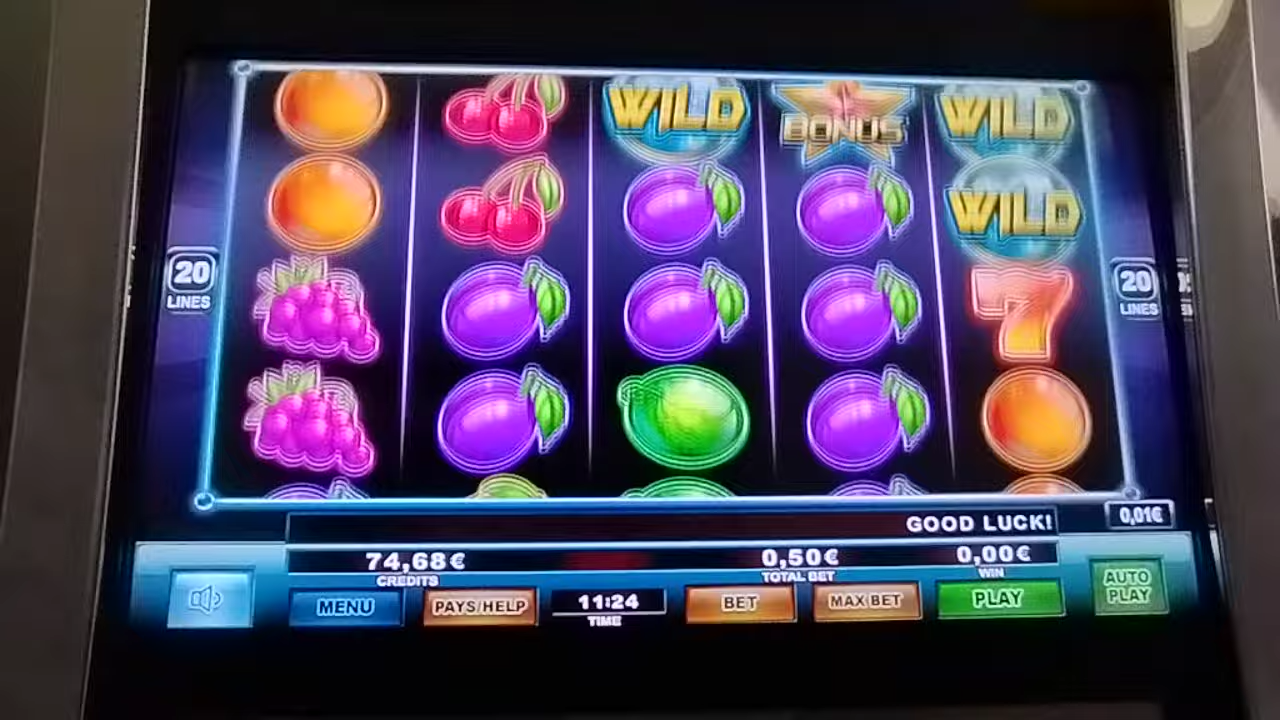 WILD
BONUS
WILD
WILD
7
20
LINES
20
LINES
GOOD LUCK!
0,01€
74,68€
CREDITS
0,50€
TOTAL BET
0,00€
WIN
MENU
PAYS/HELP
11:24
TIME
BET
MAX BET
PLAY
AUTO
PLAY